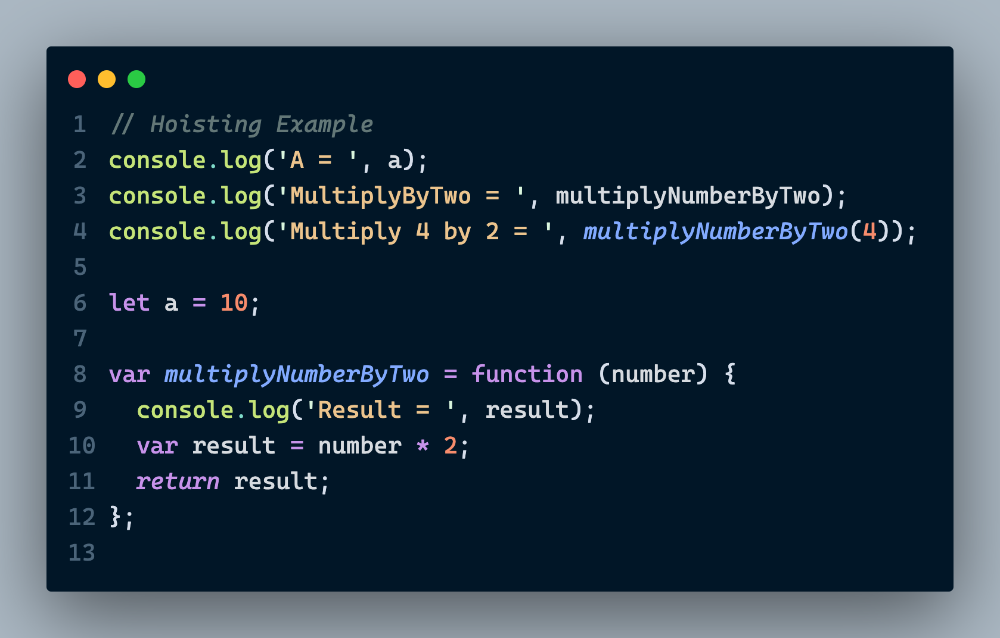 1 // Hoisting Example
2 console.log('A = ', a);
3 console.log('MultiplyByTwo = ', multiplyNumberByTwo);
4 console.log('Multiply 4 by 2 = ', multiplyNumberByTwo(4));
5
6 let a = 10;
7
8 var multiplyNumberByTwo = function (number) {
9   console.log('Result = ', result);
10   var result = number * 2;
11   return result;
12 };
13